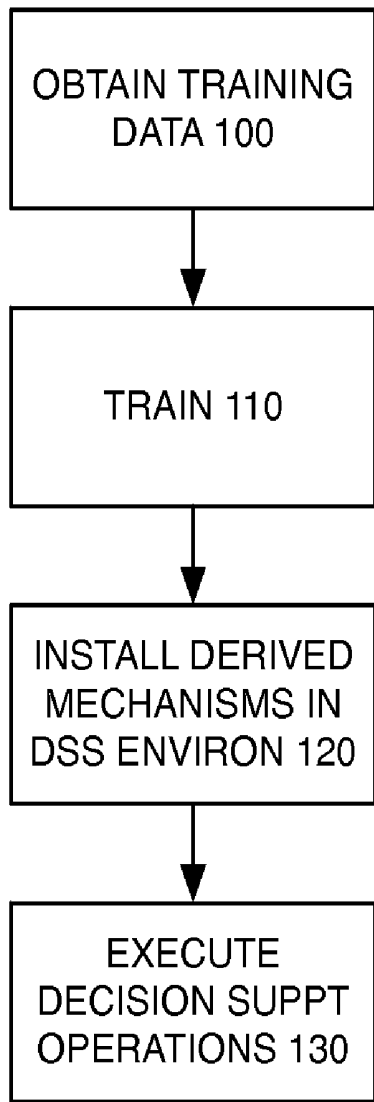 OBTAIN TRAINING
DATA 100
TRAIN 110
INSTALL DERIVED
MECHANISMS IN
DSS ENVIRON 120
EXECUTE
DECISION SUPPT
OPERATIONS 130